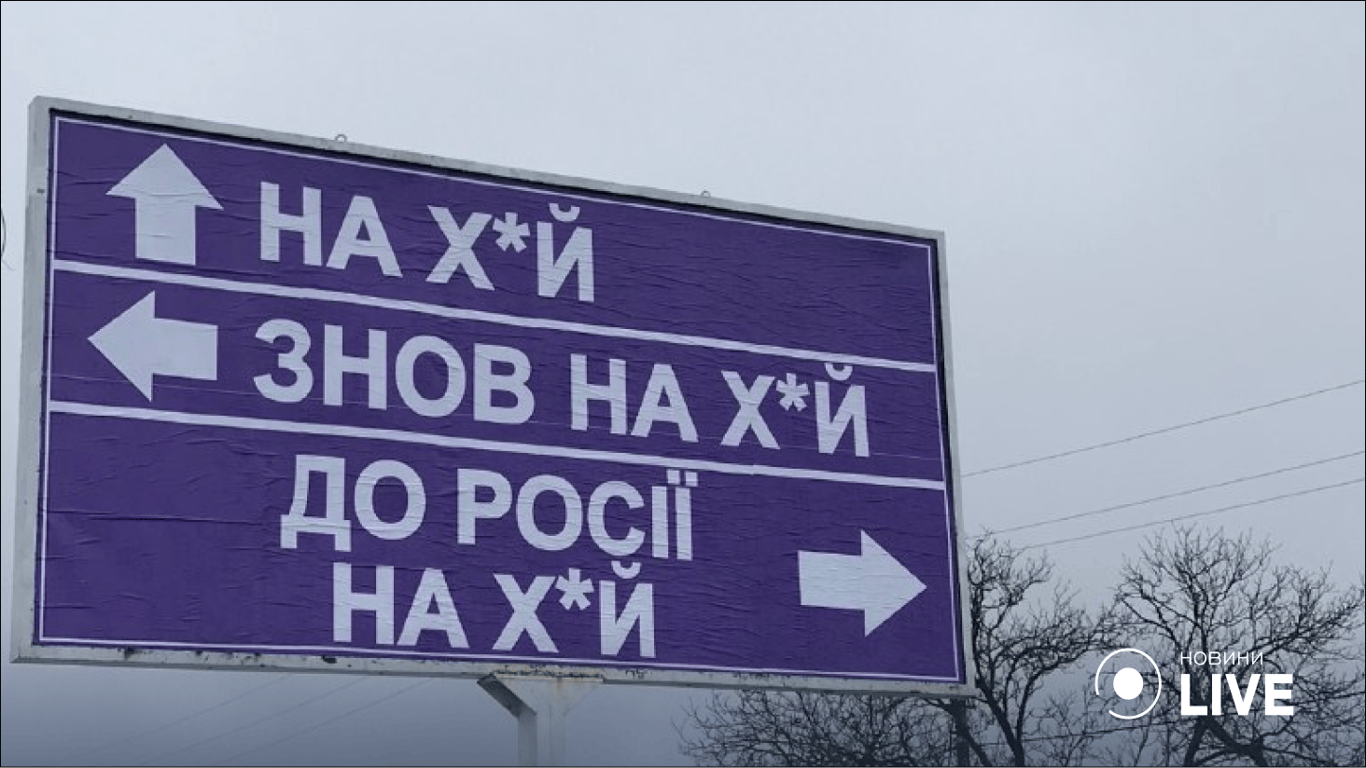 НА Х*Й
ЗНОВ НА Х*Й
ДО РОСІЇ
НА Х*Й
НОВИНИ
LIVE